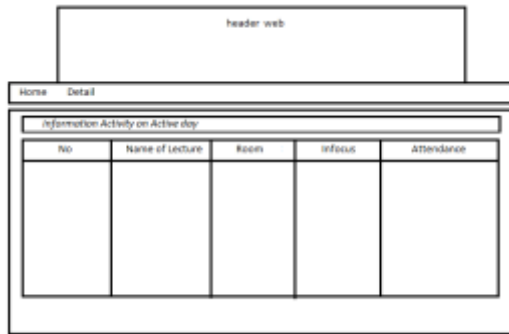 header web
Home Detail
Information Activity on Active day
No Name of Lecture Room Infocus Attendance